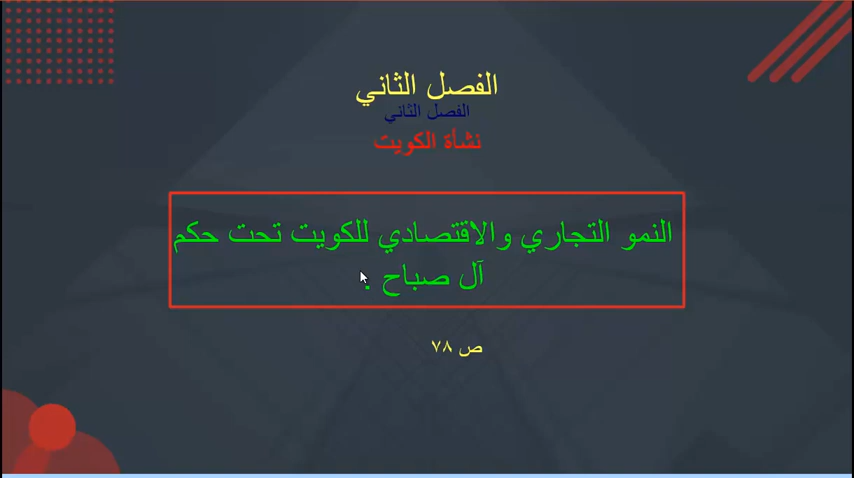 الفصل الثاني
الفصل الثاني
نشأة الكويت
النمو التجاري والاقتصادي للكويت تحت حكم
آل صباح :
ص ٧٨